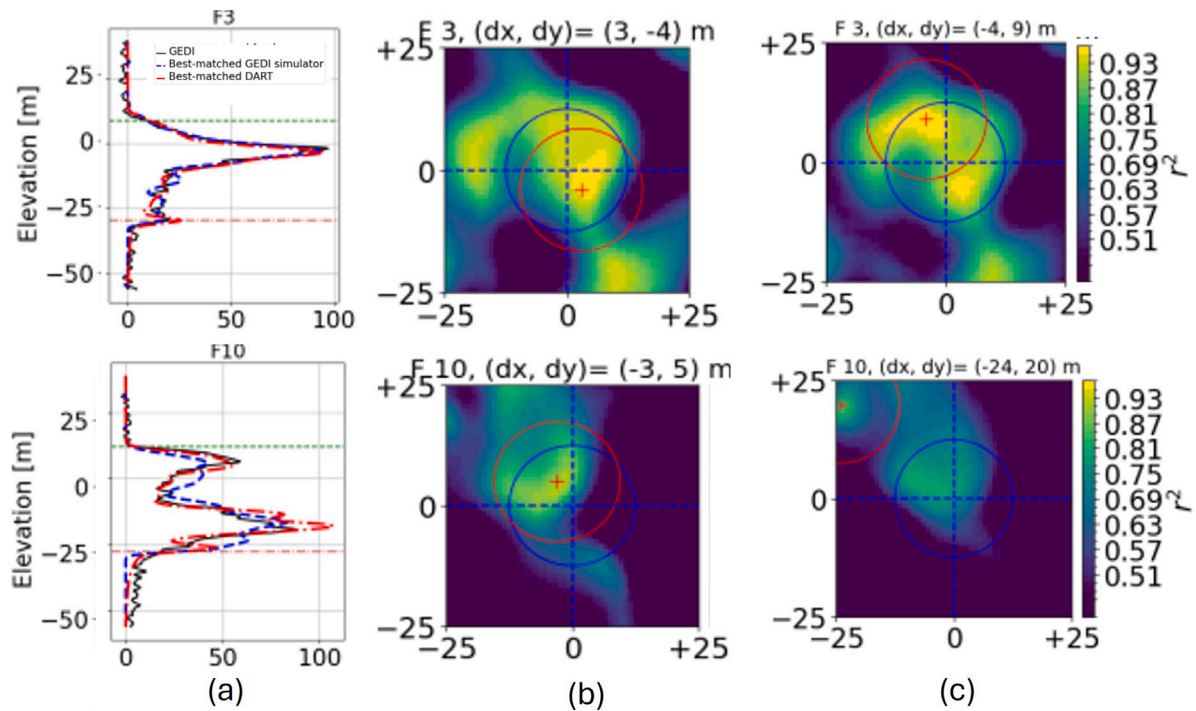 F3
GEDI
Best-matched GEDI simulator
Best-matched DART
Elevation [m]
25
0
−25
−50
0 50 100
F 3, (dx, dy)= (3, -4) m
+25
0
−25
−25 0 +25
F 3, (dx, dy)= (-4, 9) m
+25
0
−25
−25 0 +25
0.93
0.87
0.81
0.75
0.69
0.63
0.57
0.51
r²
F10
Elevation [m]
25
0
−25
−50
0 50 100
F 10, (dx, dy)= (-3, 5) m
+25
0
−25
−25 0 +25
F 10, (dx, dy)= (-24, 20) m
+25
0
−25
−25 0 +25
0.93
0.87
0.81
0.75
0.69
0.63
0.57
0.51
r²
(a) (b) (c)